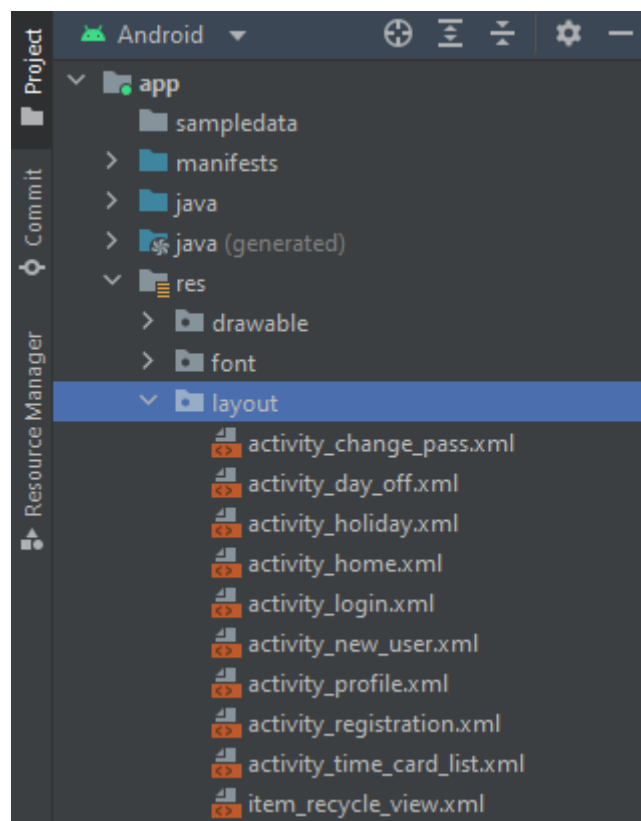 Project
Commit
Resource Manager
Android
app
sampledata
manifests
java
java (generated)
res
drawable
font
layout
activity_change_pass.xml
activity_day_off.xml
activity_holiday.xml
activity_home.xml
activity_login.xml
activity_new_user.xml
activity_profile.xml
activity_registration.xml
activity_time_card_list.xml
item_recycle_view.xml